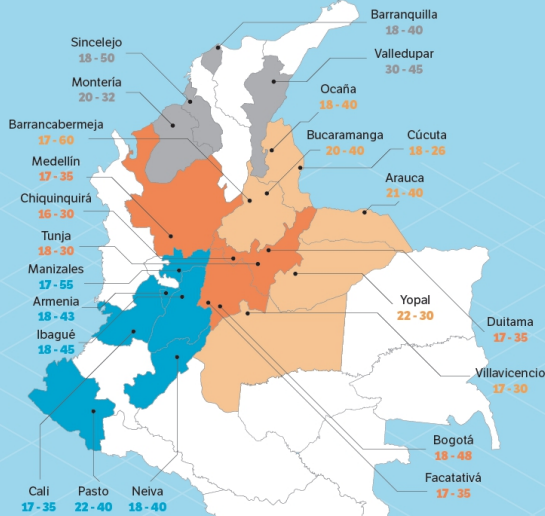 Barranquilla
18 - 40
Sincelejo
18 - 50
Valledupar
30 - 45
Montería
20 - 32
Ocaña
18 - 40
Barrancabermeja
17 - 60
Bucaramanga
20 - 40
Cúcuta
18 - 26
Medellín
17 - 35
Arauca
21 - 40
Chiquinquirá
16 - 30
Tunja
18 - 30
Manizales
17 - 55
Armenia
18 - 43
Yopal
22 - 30
Duitama
17 - 35
Ibagué
18 - 45
Villavicencio
17 - 30
Bogotá
18 - 48
Facatativá
17 - 35
Cali
17 - 35
Pasto
22 - 40
Neiva
18 - 40